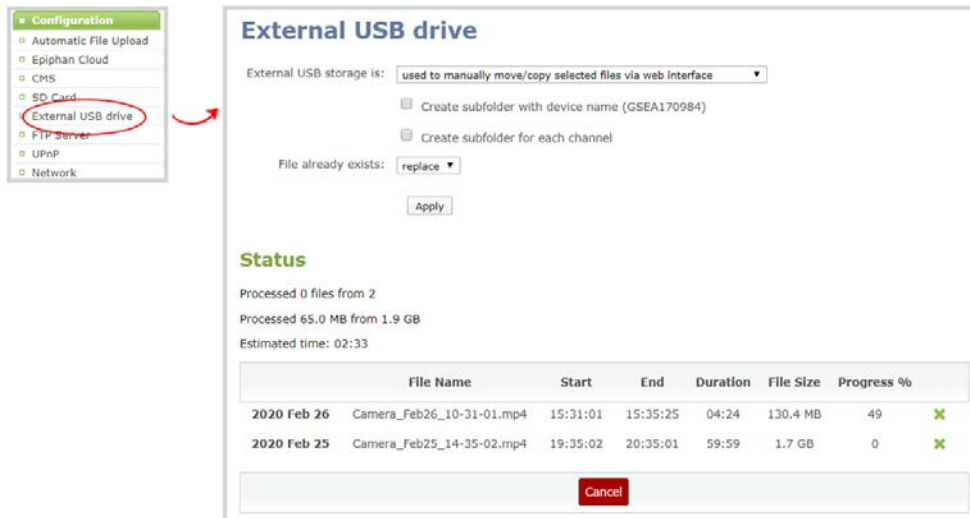 Configuration
Automatic File Upload
Epiphan Cloud
CMS
SD Card
External USB drive
FTP Server
UPnP
Network
External USB drive
External USB storage is: used to manually move/copy selected files via web interface
Create subfolder with device name (GSEA170984)
Create subfolder for each channel
File already exists: replace
Apply
Status
Processed 0 files from 2
Processed 65.0 MB from 1.9 GB
Estimated time: 02:33
File Name Start End Duration File Size Progress %
2020 Feb 26 Camera_Feb26_10-31-01.mp4 15:31:01 15:35:25 04:24 130.4 MB 49
2020 Feb 25 Camera_Feb25_14-35-02.mp4 19:35:02 20:35:01 59:59 1.7 GB 0
Cancel